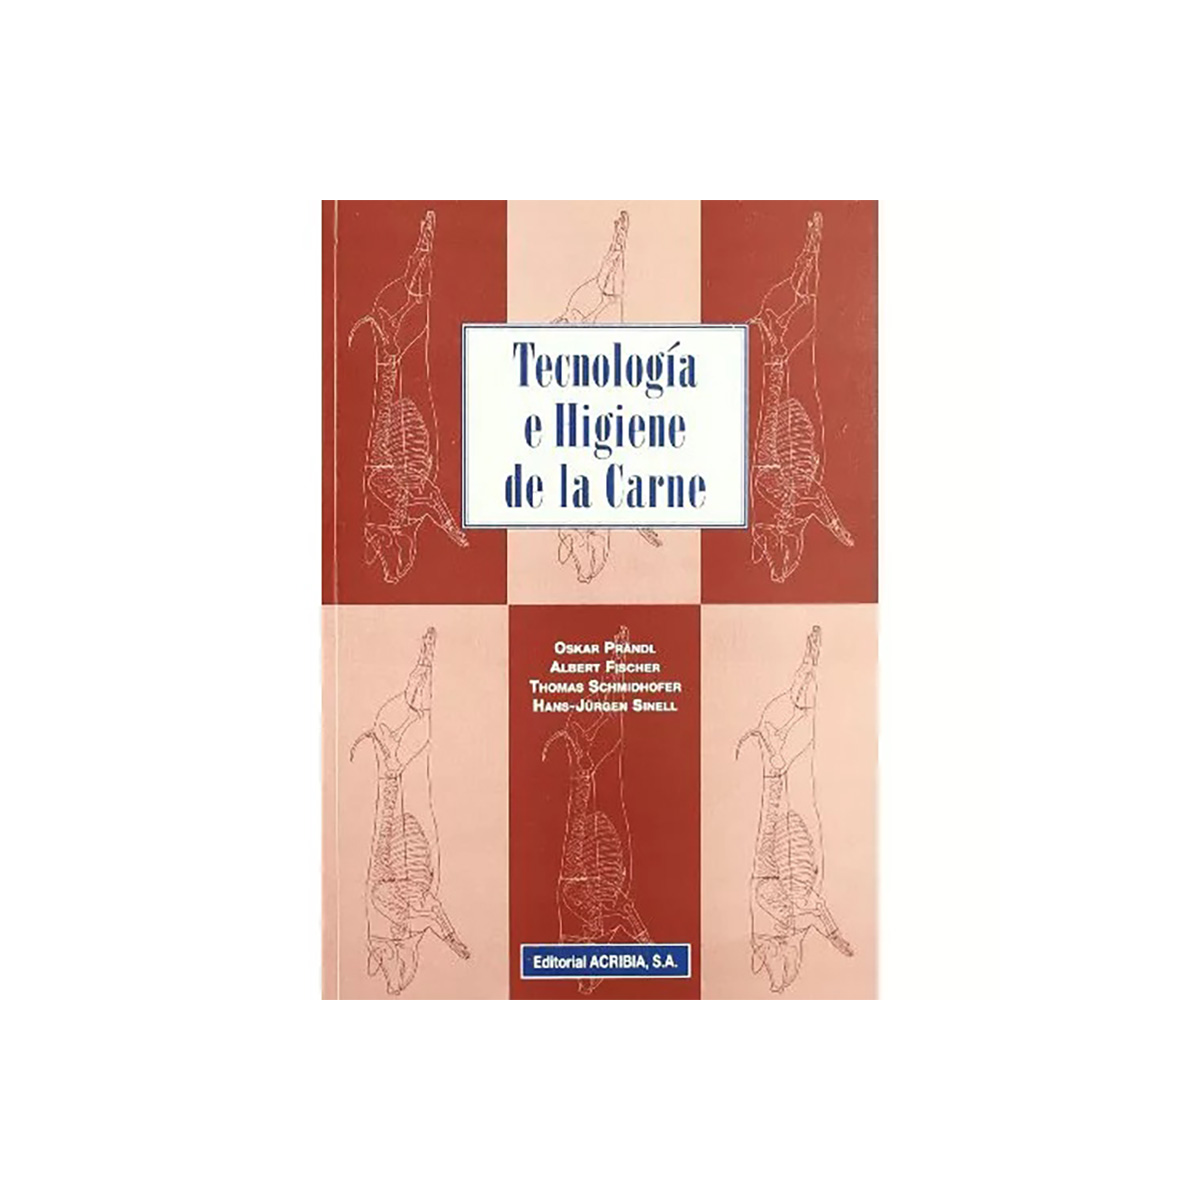 Tecnología
e Higiene
de la Carne
OSKAR PRÄNDL
ALBERT FISCHER
THOMAS SCHMIDHOFER
HANS-JÜRGEN SINELL
Editorial ACRIBIA, S.A.